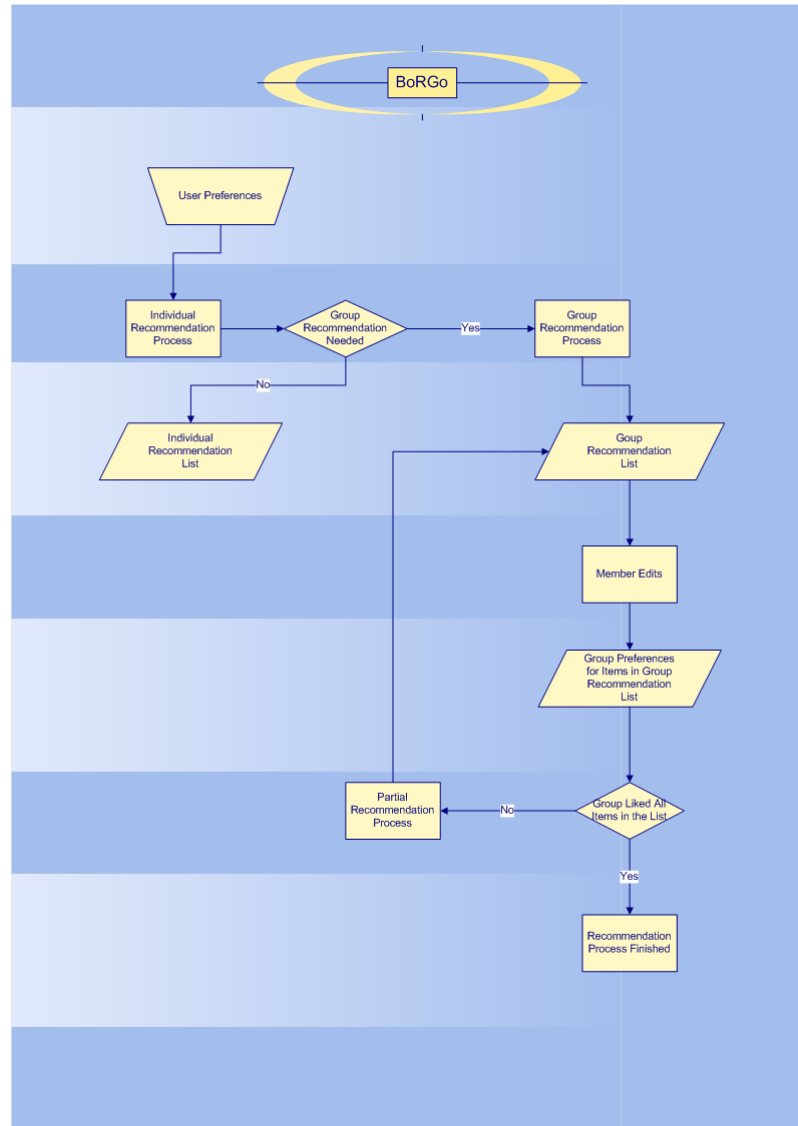 BoRGo
User Preferences
Individual
Recommendation
Process
Group
Recommendation
Needed
Yes
Group
Recommendation
Process
No
Individual
Recommendation
List
Goup
Recommendation
List
Member Edits
Group Preferences
for Items in Group
Recommendation
List
Partial
Recommendation
Process
No
Group Liked All
Items in the List
Yes
Recommendation
Process Finished